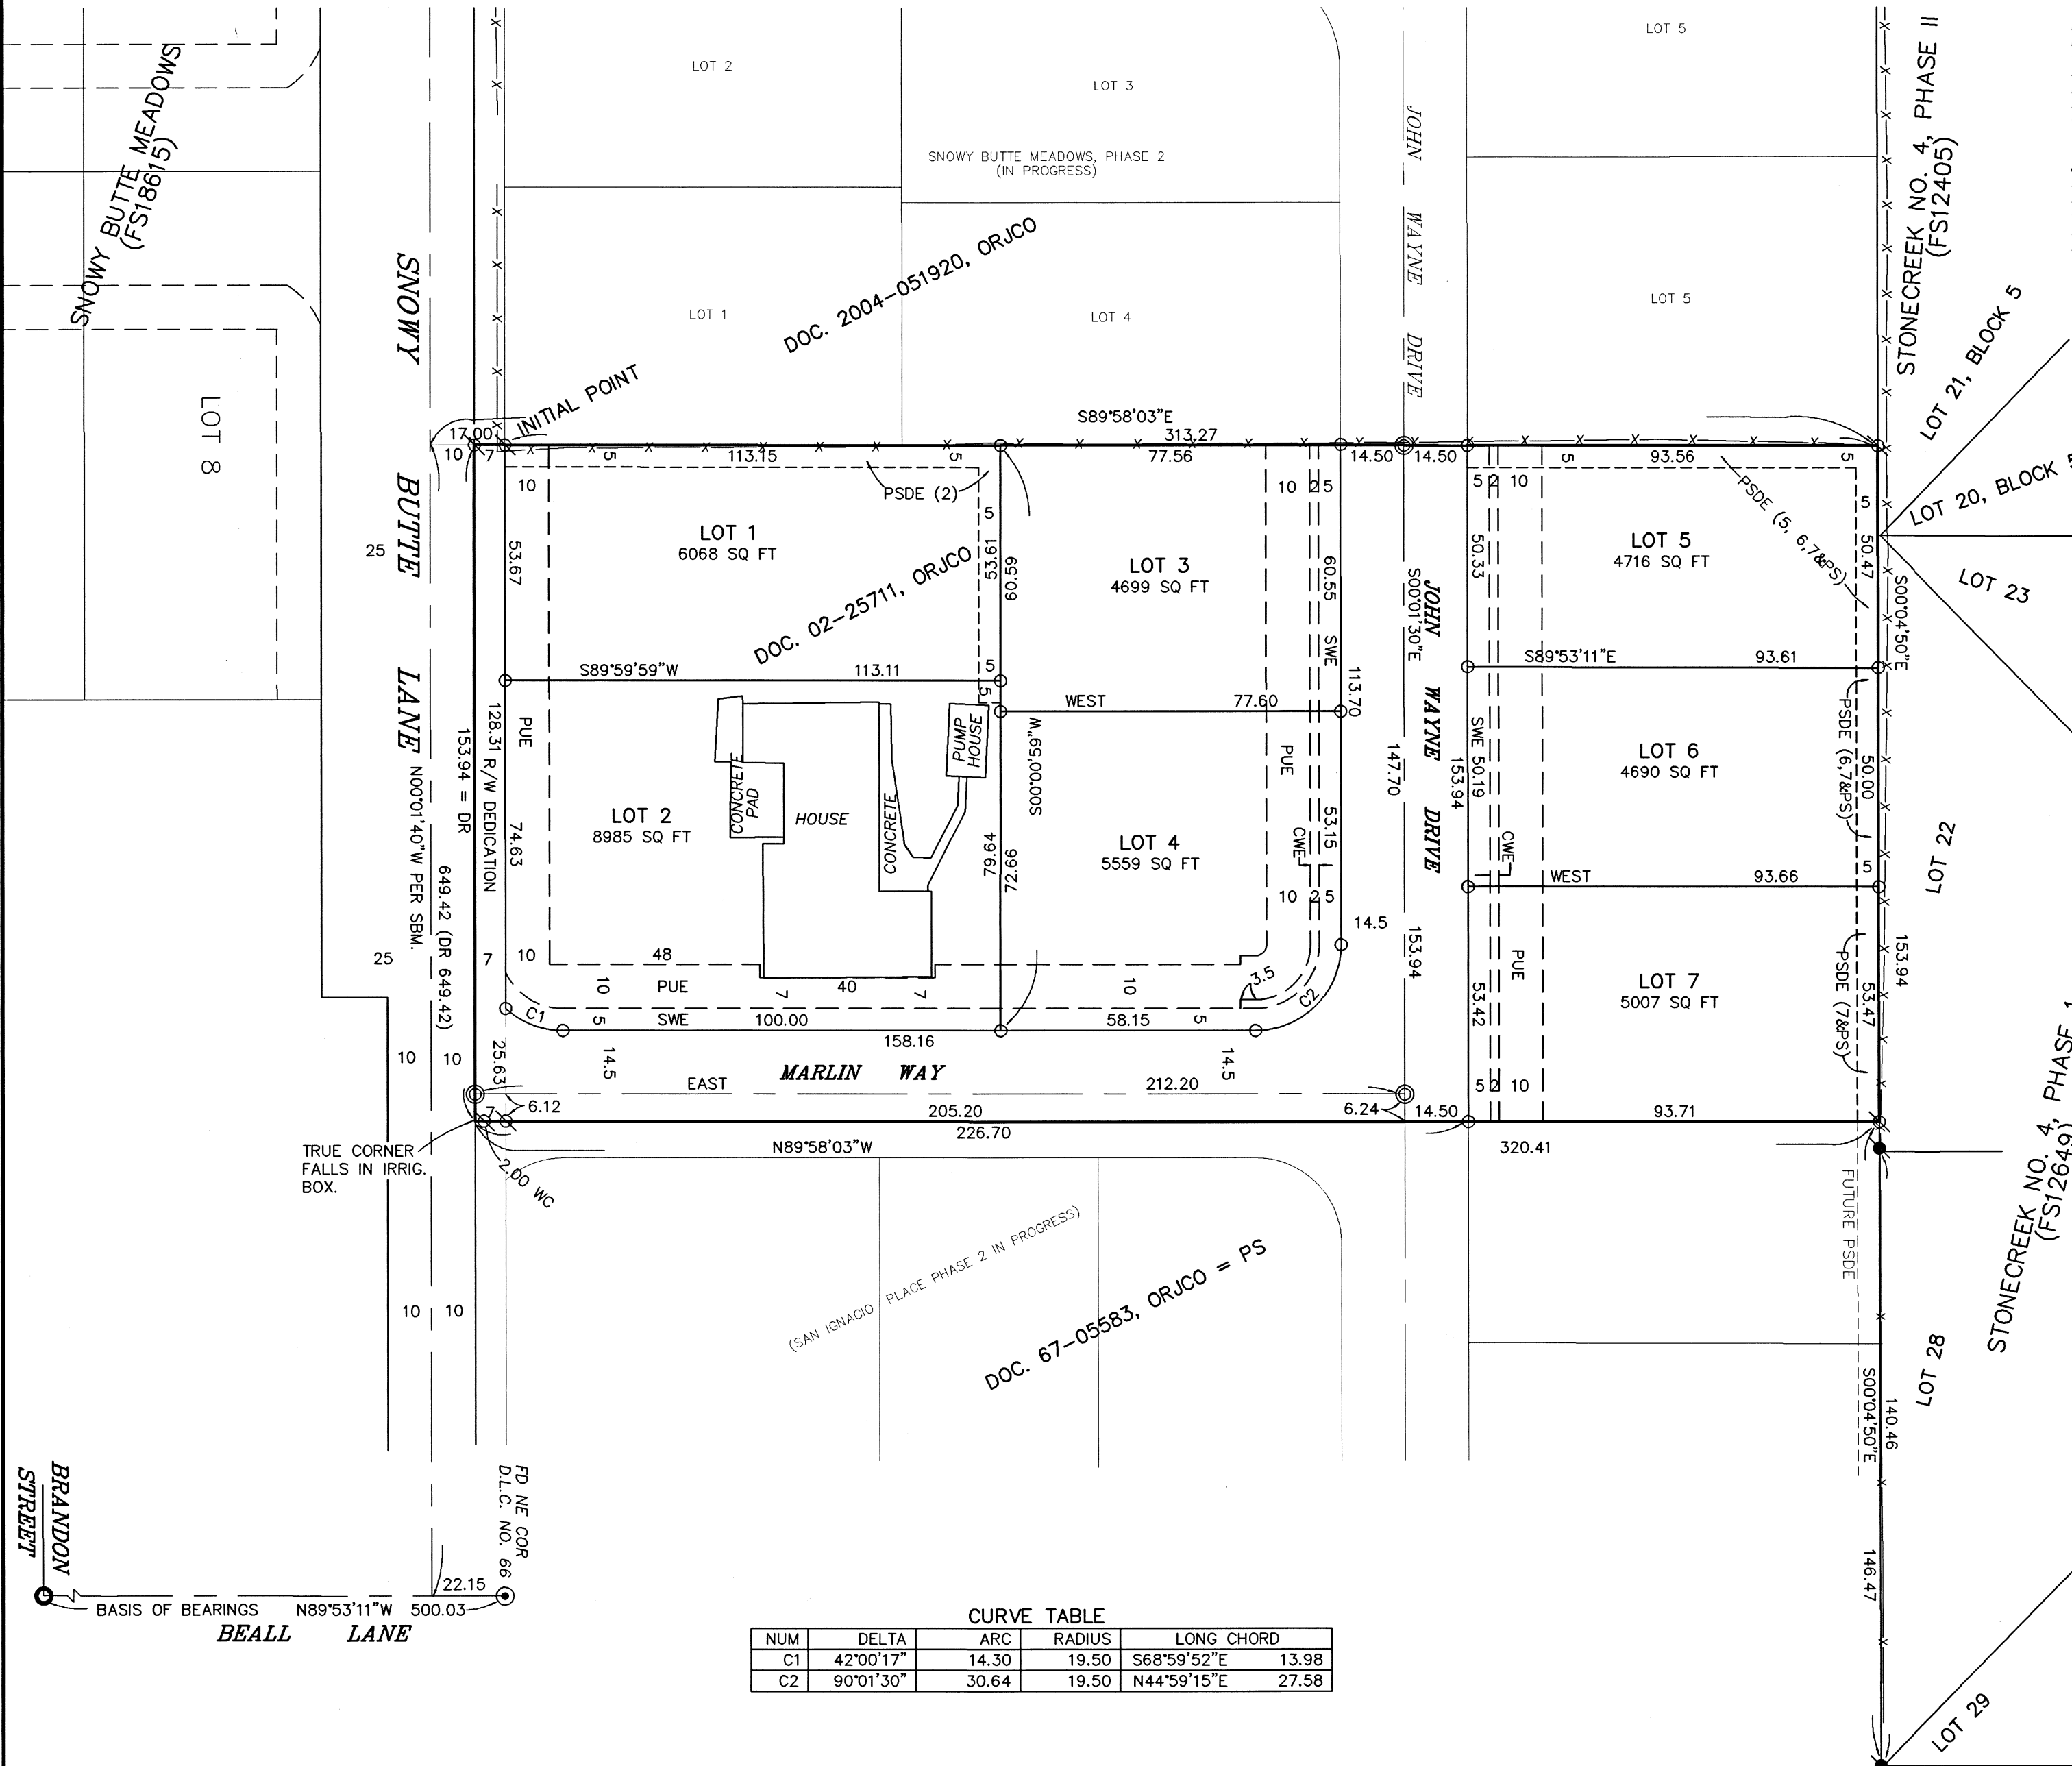 SNOWY BUTTE MEADOWS
(FS18615)
LOT 8
SNOWY BUTTE LANE
N00°01'40"W PER SBM.
25
25
10 10
10 10
LOT 2
LOT 3
SNOWY BUTTE MEADOWS, PHASE 2
(IN PROGRESS)
LOT 1
LOT 4
DOC. 2004-051920, ORJCO
JOHN WAYNE DRIVE
LOT 5
LOT 5
STONECREEK NO. 4, PHASE II
(FS12405)
LOT 21, BLOCK 5
LOT 20, BLOCK 5
LOT 23
LOT 22
INITIAL POINT
17.00
10 7
S89°58'03"E
313.27
113.15
5
5
77.56
14.50
14.50
93.56
5
5
10
PSDE (2)
5
LOT 1
6068 SQ FT
53.67
53.61
60.59
DOC. 02-25711, ORJCO
S89°59'59"W 113.11
5
5
LOT 3
4699 SQ FT
10 2 5
60.55
SWE
113.70
WEST 77.60
S00°01'30"E
JOHN WAYNE DRIVE
147.70
153.94
153.94
5 2 10
50.33
LOT 5
4716 SQ FT
PSDE (5, 6,7&PS)
5
50.47
S00°04'50"E
S89°53'11"E 93.61
SWE 50.19
LOT 6
4690 SQ FT
PSDE (6,7&PS)
50.00
CWE
WEST 93.66
5
PUE
53.42
LOT 7
5007 SQ FT
PSDE (7&PS)
53.47
153.94
5 2 10
153.94 = DR
649.42 (DR 649.42)
128.31 R/W DEDICATION
PUE
74.63
LOT 2
8985 SQ FT
CONCRETE
PAD
HOUSE
CONCRETE
PUMP
HOUSE
S00°00'59"W
79.64
72.66
LOT 4
5559 SQ FT
PUE
CWE
53.15
10 2 5
14.5
7 10
48
10
PUE
7
40
7
10
3.5
C2
C1
5
SWE
100.00
58.15
5
158.16
25.63
14.5
14.5
MARLIN WAY
EAST 212.20
7
6.12
205.20
6.24
14.50
93.71
226.70
N89°58'03"W
320.41
TRUE CORNER
FALLS IN IRRIG.
BOX.
2.00 WC
(SAN IGNACIO PLACE PHASE 2 IN PROGRESS)
DOC. 67-05583, ORJCO = PS
FUTURE PSDE
STONECREEK NO. 4, PHASE
(FS12649)
LOT 28
S00°04'50"E
140.46
146.47
LOT 29
BRANDON
STREET
FD NE COR
D.L.C. NO. 66
22.15
BASIS OF BEARINGS N89°53'11"W 500.03
BEALL LANE
CURVE TABLE
NUM DELTA ARC RADIUS LONG CHORD
C1 42°00'17" 14.30 19.50 S68°59'52"E 13.98
C2 90°01'30" 30.64 19.50 N44°59'15"E 27.58